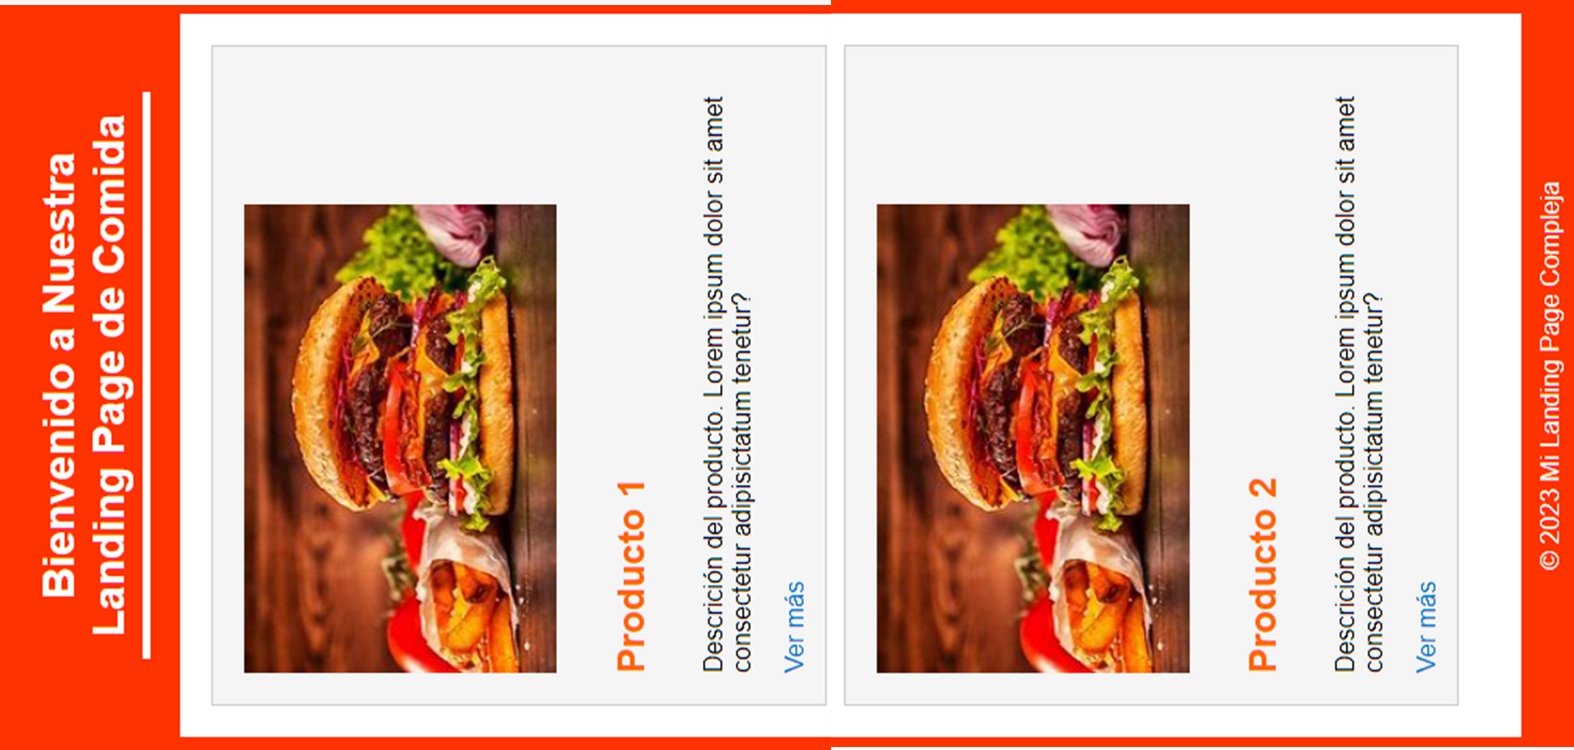 Bienvenido a Nuestra
Landing Page de Comida
Producto 1
Descrición del producto. Lorem ipsum dolor sit amet
consectetur adipisictatum tenetur?
Ver más
Producto 2
Descrición del producto. Lorem ipsum dolor sit amet
consectetur adipisictatum tenetur?
Ver más
© 2023 Mi Landing Page Compleja